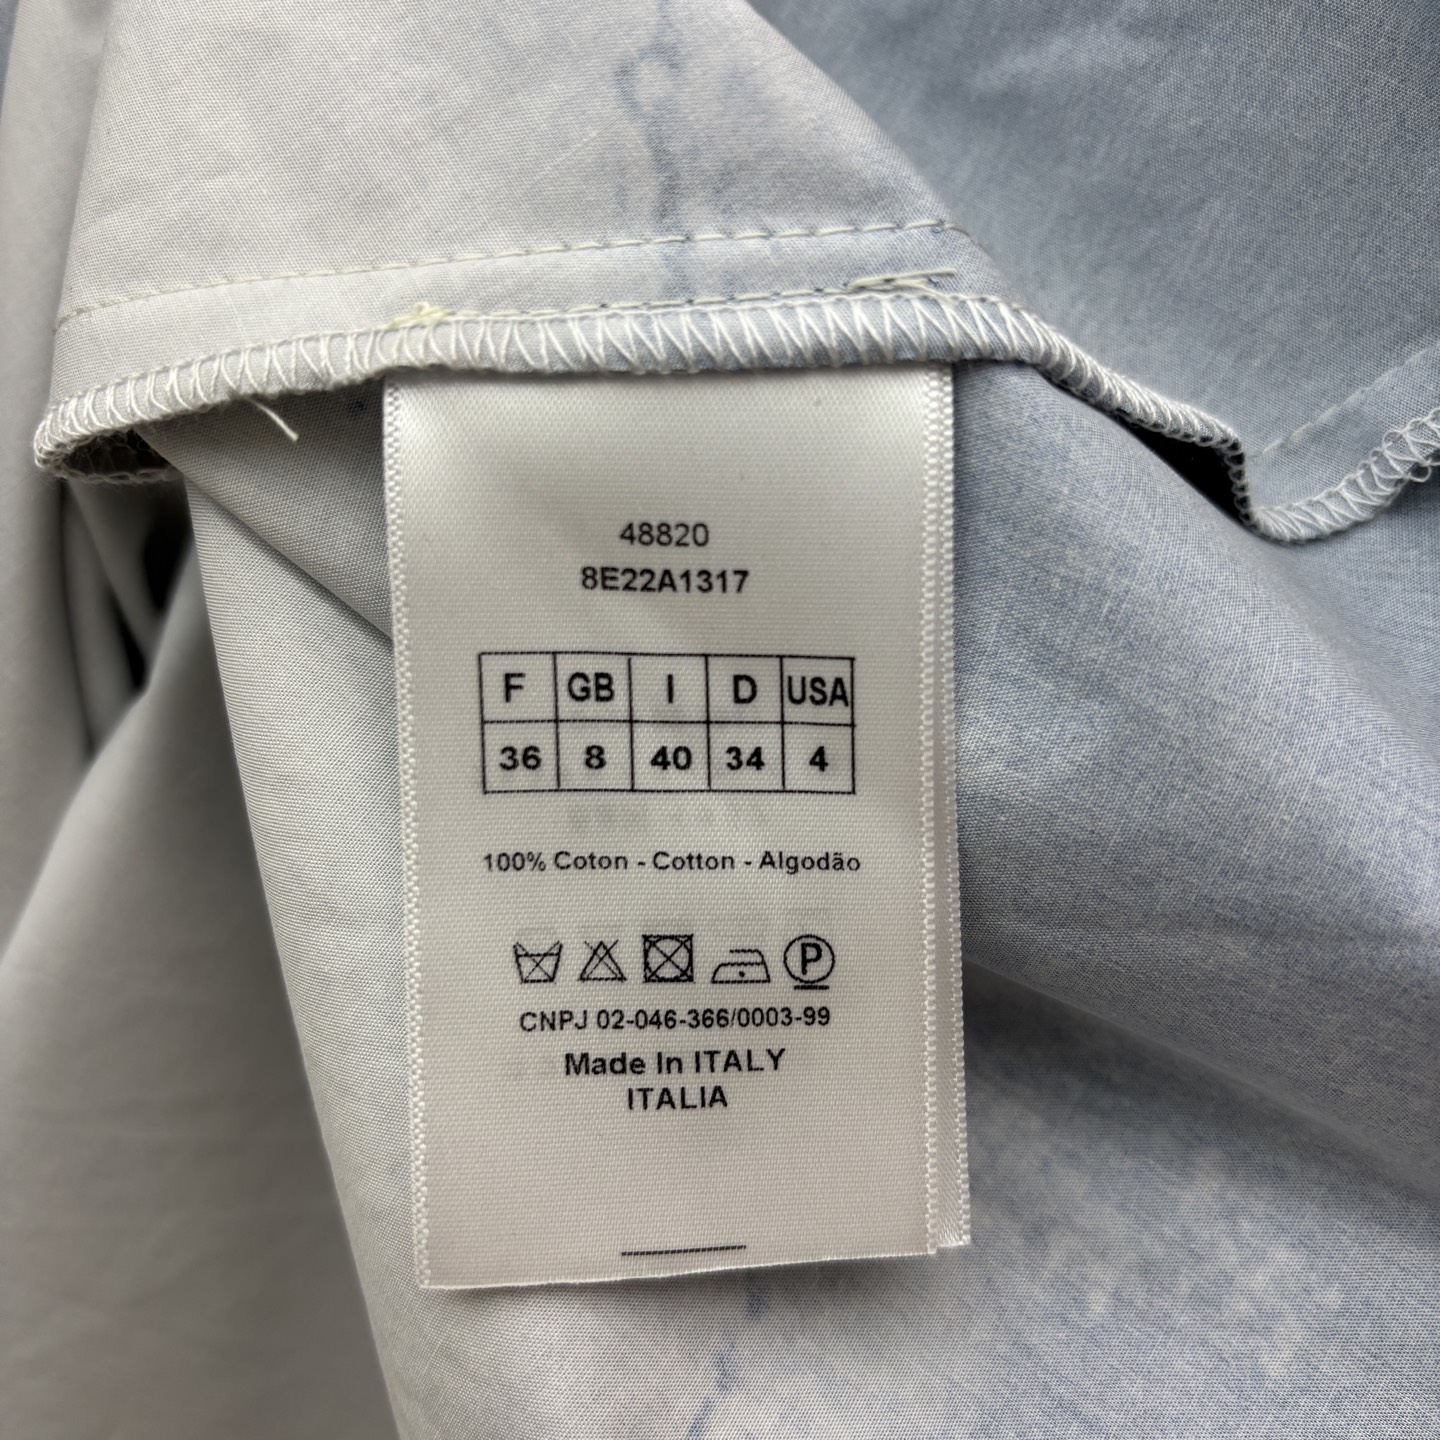 48820
8E22A1317
F GB I D USA
36 8 40 34 4
100% Coton - Cotton - Algodão
P
CNPJ 02-046-366/0003-99
Made In ITALY
ITALIA